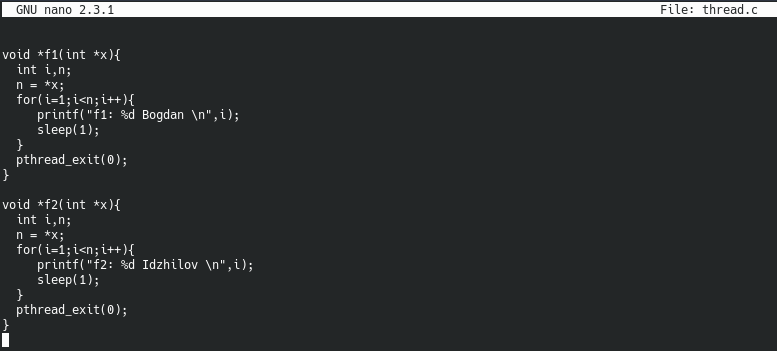 GNU nano 2.3.1 File: thread.c
void *f1(int *x){
int i,n;
n = *x;
for(i=1;i<n;i++){
printf("f1: %d Bogdan \n",i);
sleep(1);
}
pthread_exit(0);
}
void *f2(int *x){
int i,n;
n = *x;
for(i=1;i<n;i++){
printf("f2: %d Idzhilov \n",i);
sleep(1);
}
pthread_exit(0);
}